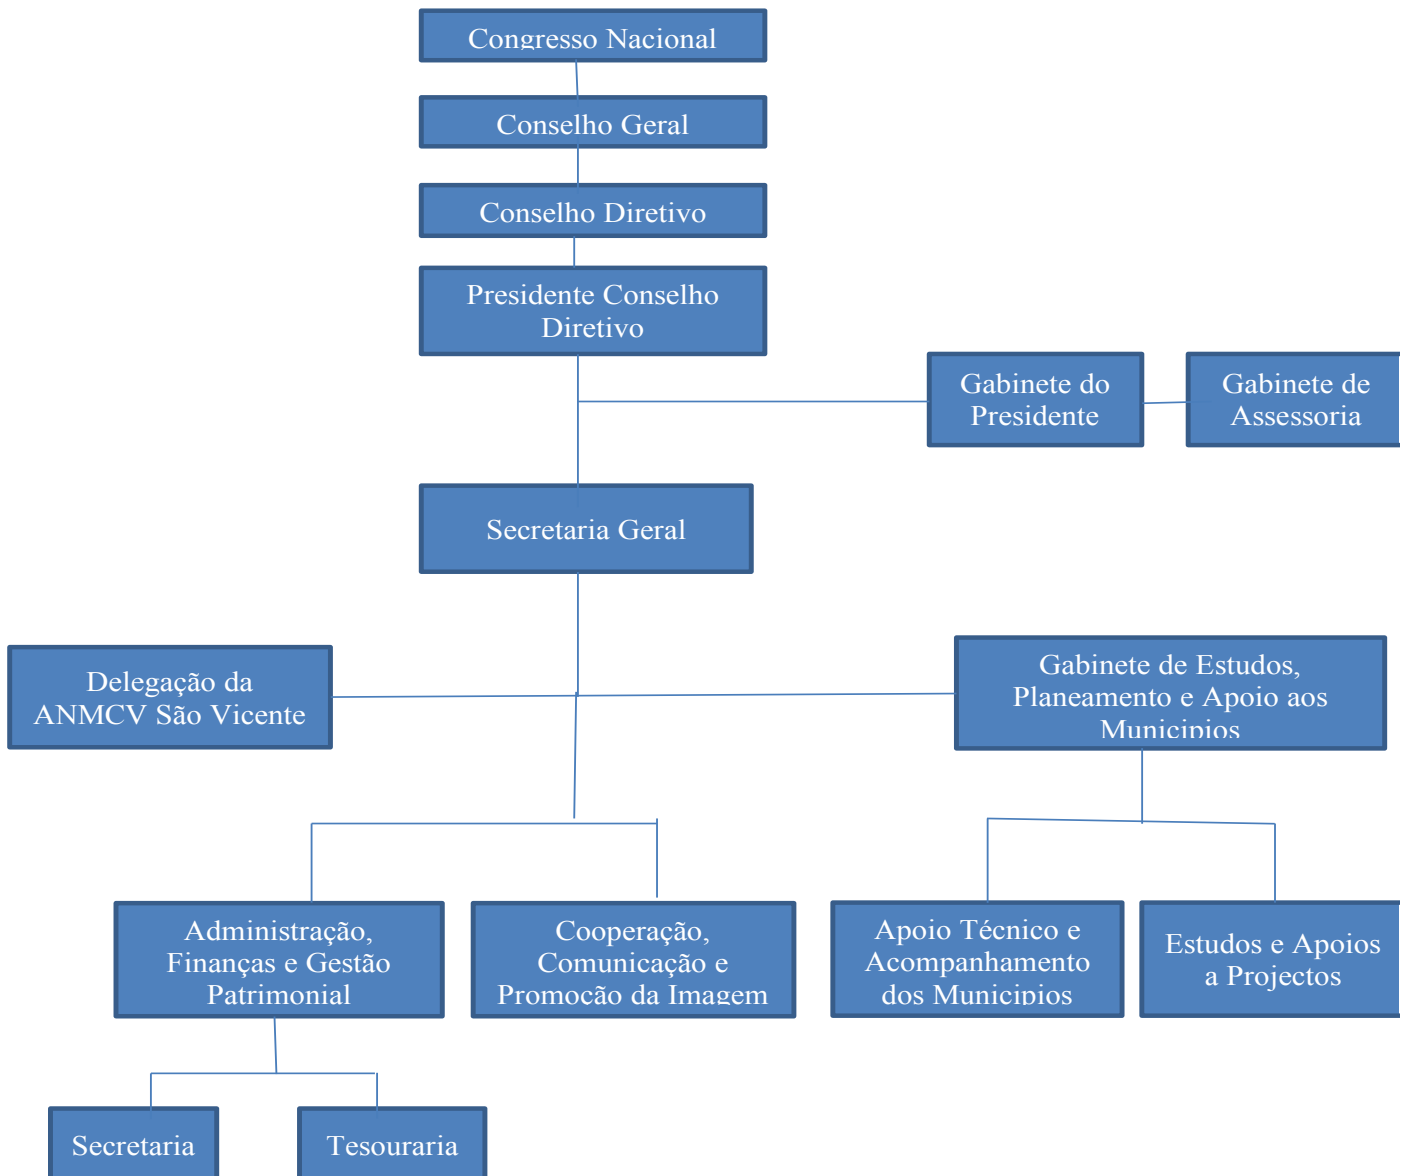 Congresso Nacional
Conselho Geral
Conselho Diretivo
Presidente Conselho
Diretivo
Gabinete do
Presidente
Gabinete de
Assessoria
Secretaria Geral
Delegação da
ANMCV São Vicente
Gabinete de Estudos,
Planeamento e Apoio aos
Municipios
Administração,
Finanças e Gestão
Patrimonial
Cooperação,
Comunicação e
Promoção da Imagem
Apoio Técnico e
Acompanhamento
dos Municipios
Estudos e Apoios
a Projectos
Secretaria
Tesouraria